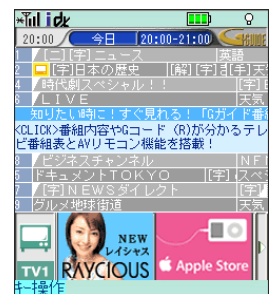 20:00 今日 20:00-21:00 GGUIDE
1 [二][字]ニュース 英語
2 [字]日本の歴史 [解][字] [手]天
4 時代劇スペシャル!! [字]
6 LIVE 天気
知りたい時に!すぐ見れる!「Gガイド番
<CLICK>番組内容やGコード (R)が分かるテレ
ビ番組表とAVリモコン機能を搭載!
8 ビジネスチャンネル NF
5 ドキュメントTOKYO [字]スペ
7 [字]NEWSダイレクト [字]
9 グルメ地球街道 天気
TV1
NEW
レイシャス
RAYCIOUS
Apple Store
キー操作